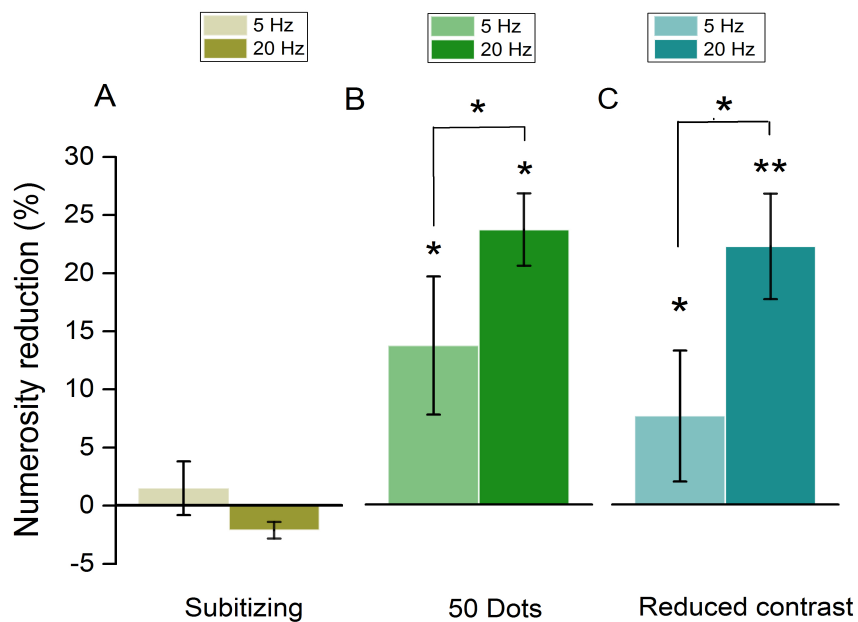 5 Hz
20 Hz
5 Hz
20 Hz
5 Hz
20 Hz
A
B
C
*
*
*
*
*
**
Numerosity reduction (%)
30
25
20
15
10
5
0
-5
Subitizing
50 Dots
Reduced contrast